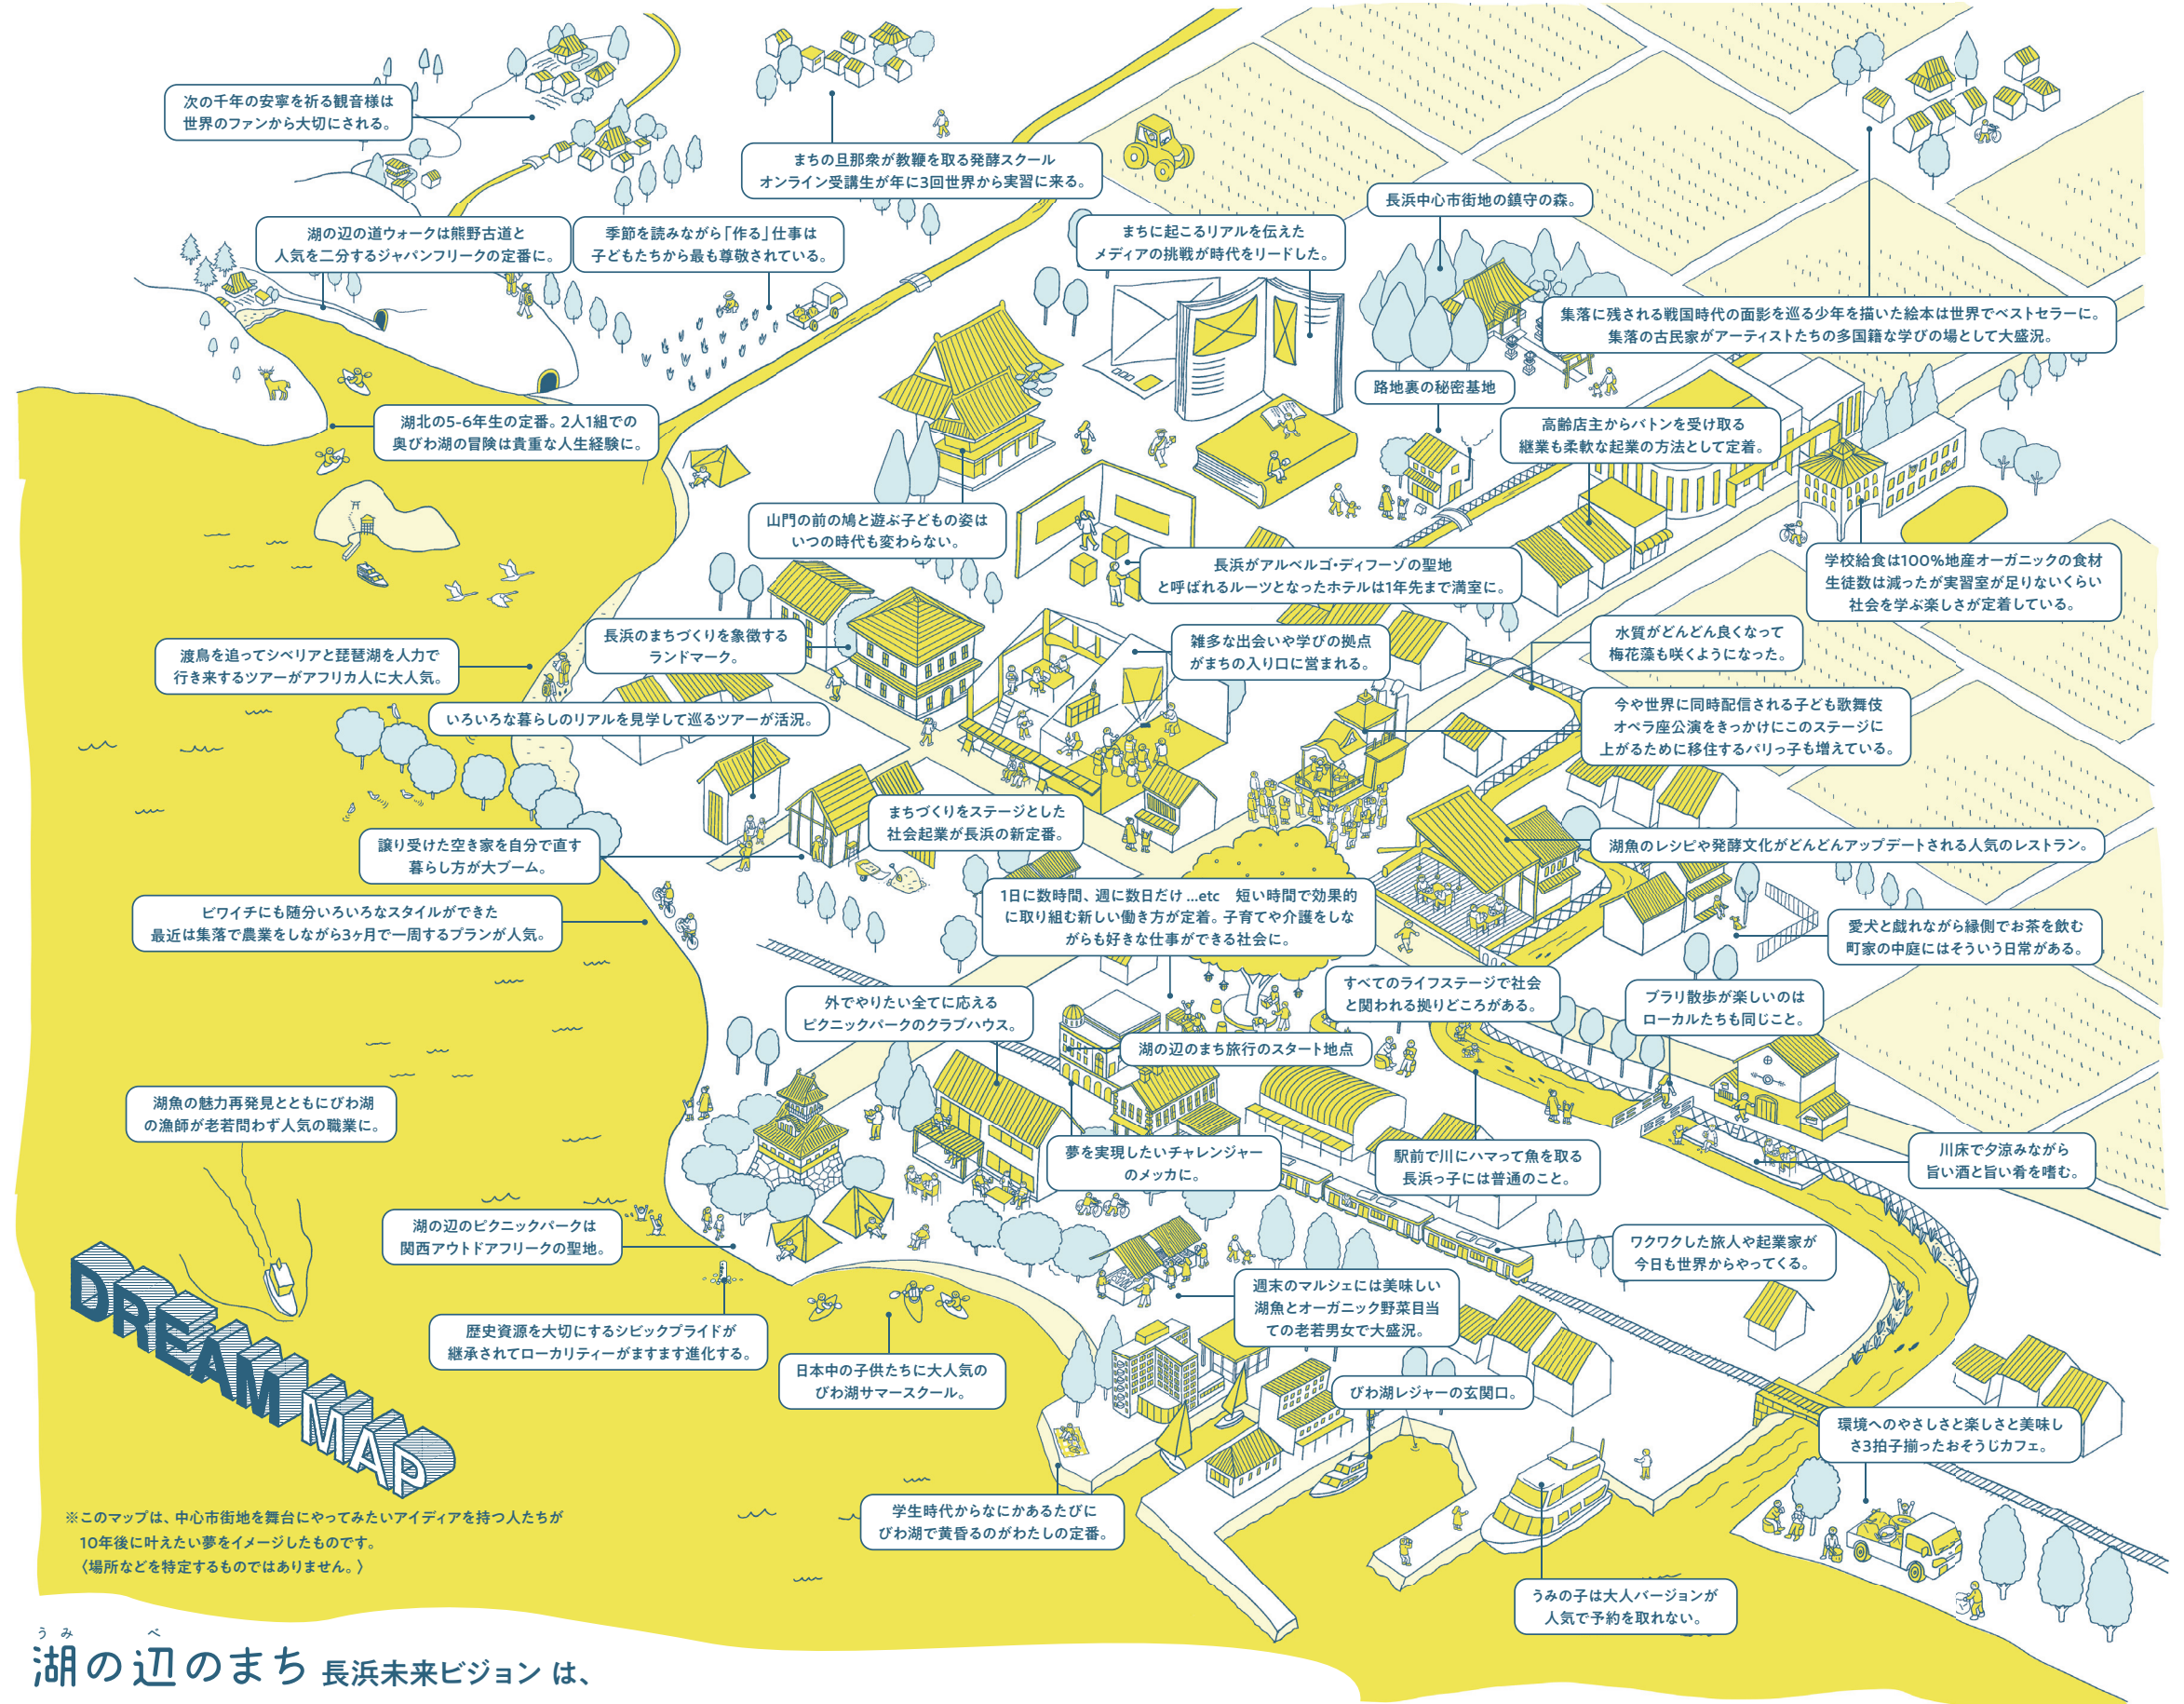 次の千年の安寧を祈る観音様は
世界のファンから大切にされる。
まちの旦那衆が教鞭を取る発酵スクール
オンライン受講生が年に3回世界から実習に来る。
長浜中心市街地の鎮守の森。
湖の辺の道ウォークは熊野古道と
人気を二分するジャパンフリークの定番に。
季節を読みながら「作る」仕事は
子どもたちから最も尊敬されている。
まちに起こるリアルを伝えた
メディアの挑戦が時代をリードした。
集落に残される戦国時代の面影を巡る少年を描いた絵本は世界でベストセラーに。
集落の古民家がアーティストたちの多国籍な学びの場として大盛況。
路地裏の秘密基地
湖北の5-6年生の定番。2人1組での
奥びわ湖の冒険は貴重な人生経験に。
高齢店主からバトンを受け取る
継業も柔軟な起業の方法として定着。
山門の前の鳩と遊ぶ子どもの姿は
いつの時代も変わらない。
長浜がアルベルゴ・ディフーゾの聖地
と呼ばれるルーツとなったホテルは1年先まで満室に。
学校給食は100%地産オーガニックの食材
生徒数は減ったが実習室が足りないくらい
社会を学ぶ楽しさが定着している。
渡鳥を追ってシベリアと琵琶湖を人力で
行き来するツアーがアフリカ人に大人気。
長浜のまちづくりを象徴する
ランドマーク。
雑多な出会いや学びの拠点
がまちの入り口に営まれる。
水質がどんどん良くなって
梅花藻も咲くようになった。
いろいろな暮らしのリアルを見学して巡るツアーが活況。
今や世界に同時配信される子ども歌舞伎
オペラ座公演をきっかけにこのステージに
上がるために移住するパリっ子も増えている。
まちづくりをステージとした
社会起業が長浜の新定番。
譲り受けた空き家を自分で直す
暮らし方が大ブーム。
湖魚のレシピや発酵文化がどんどんアップデートされる人気のレストラン。
ビワイチにも随分いろいろなスタイルができた
最近は集落で農業をしながら3ヶ月で一周するプランが人気。
1日に数時間、週に数日だけ...etc 短い時間で効果的
に取り組む新しい働き方が定着。子育てや介護をしな
がらも好きな仕事ができる社会に。
愛犬と戯れながら縁側でお茶を飲む
町家の中庭にはそういう日常がある。
外でやりたい全てに応える
ピクニックパークのクラブハウス。
すべてのライフステージで社会
と関われる拠りどころがある。
ブラリ散歩が楽しいのは
ローカルたちも同じこと。
湖の辺のまち旅行のスタート地点
湖魚の魅力再発見とともにびわ湖
の漁師が老若問わず人気の職業に。
夢を実現したいチャレンジャー
のメッカに。
駅前で川にハマって魚を取る
長浜っ子には普通のこと。
川床で夕涼みながら
旨い酒と旨い肴を嗜む。
湖の辺のピクニックパークは
関西アウトドアフリークの聖地。
ワクワクした旅人や起業家が
今日も世界からやってくる。
週末のマルシェには美味しい
湖魚とオーガニック野菜目当
ての老若男女で大盛況。
歴史資源を大切にするシビックプライドが
継承されてローカリティーがますます進化する。
日本中の子供たちに大人気の
びわ湖サマースクール。
びわ湖レジャーの玄関口。
環境へのやさしさと楽しさと美味し
さ3拍子揃ったおそうじカフェ。
学生時代からなにかあるたびに
びわ湖で黄昏るのがわたしの定番。
うみの子は大人バージョンが
人気で予約を取れない。
DREAM MAP
※このマップは、中心市街地を舞台にやってみたいアイディアを持つ人たちが
10年後に叶えたい夢をイメージしたものです。
〈場所などを特定するものではありません。〉
うみ べ
湖の辺のまち 長浜未来ビジョン は、